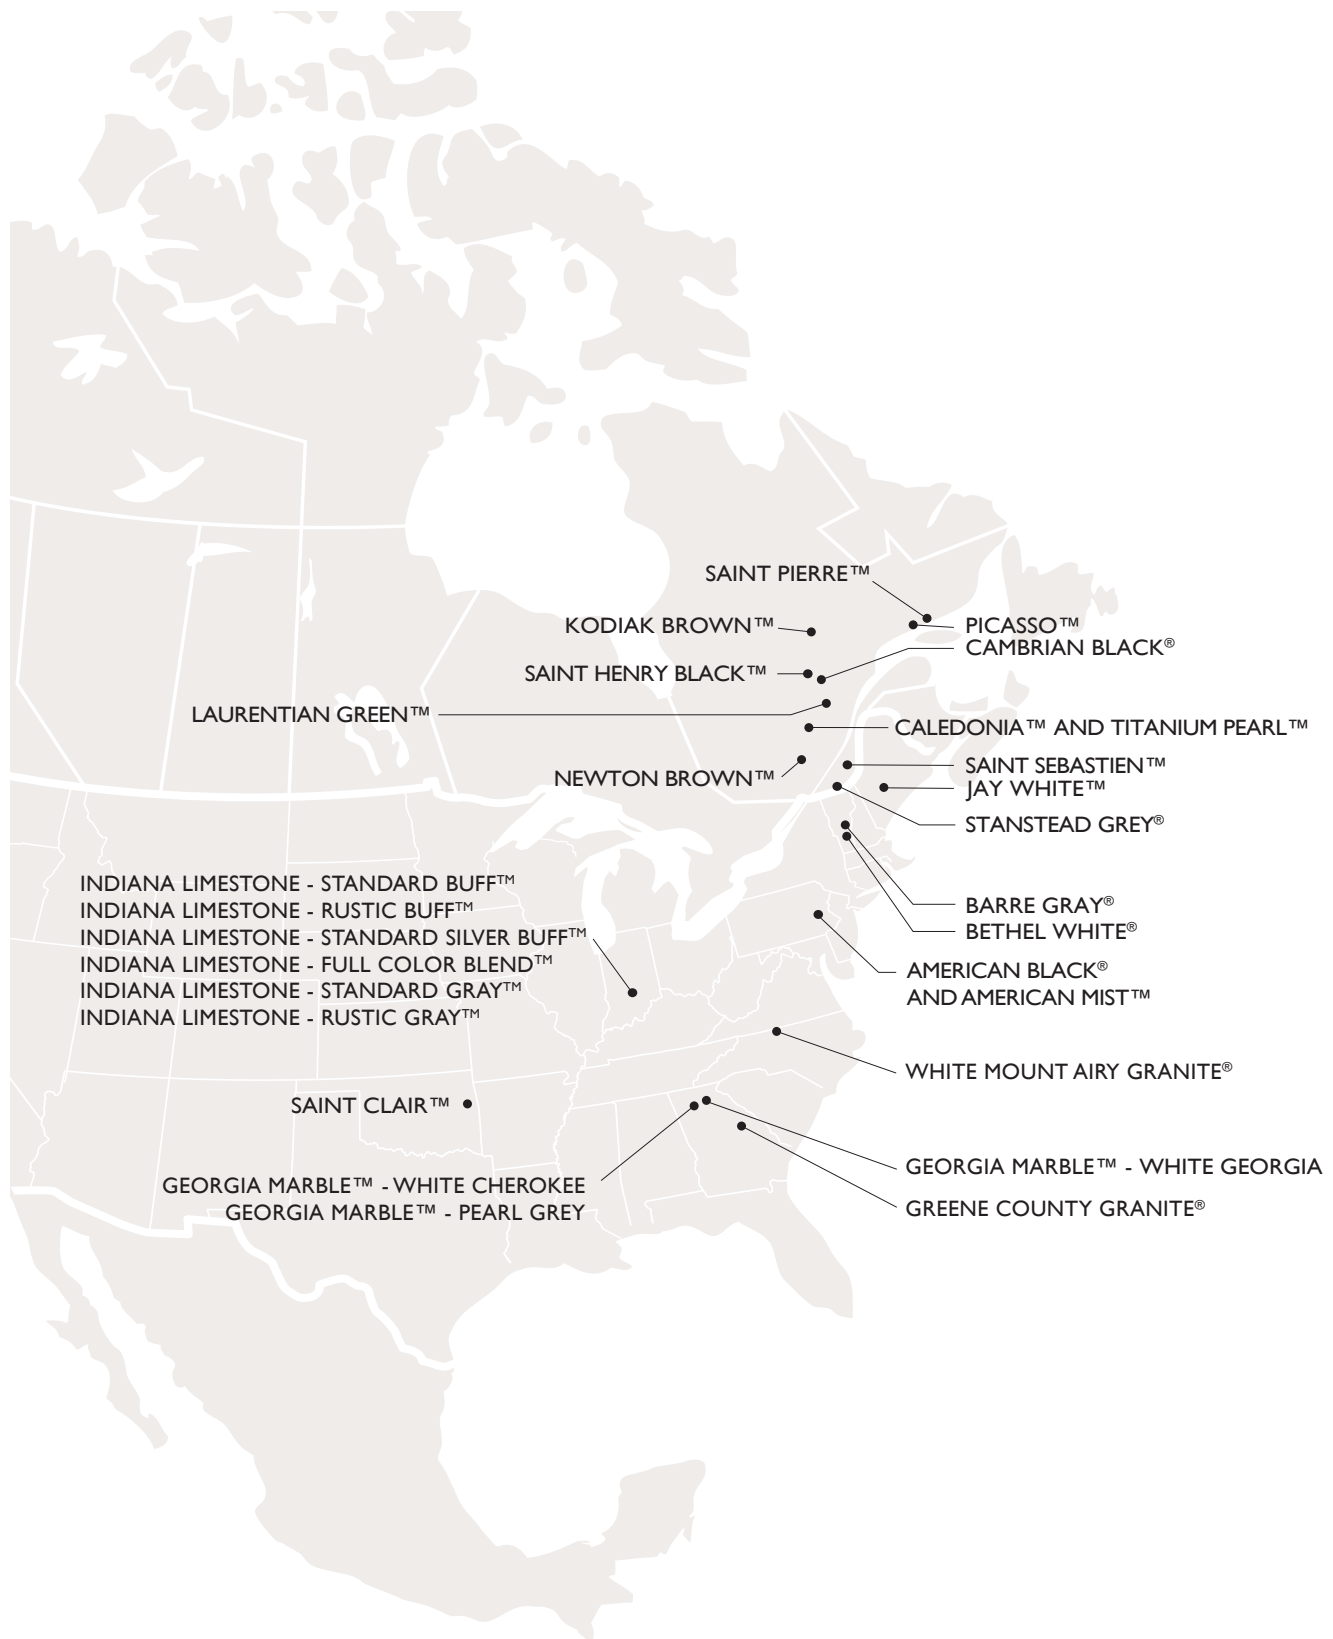 SAINT PIERRE™
KODIAK BROWN™
PICASSO™
CAMBRIAN BLACK®
SAINT HENRY BLACK™
LAURENTIAN GREEN™
CALEDONIA™ AND TITANIUM PEARL™
SAINT SEBASTIEN™
NEWTON BROWN™
JAY WHITE™
STANSTEAD GREY®
INDIANA LIMESTONE - STANDARD BUFF™
INDIANA LIMESTONE - RUSTIC BUFF™
INDIANA LIMESTONE - STANDARD SILVER BUFF™
INDIANA LIMESTONE - FULL COLOR BLEND™
INDIANA LIMESTONE - STANDARD GRAY™
INDIANA LIMESTONE - RUSTIC GRAY™
BARRE GRAY®
BETHEL WHITE®
AMERICAN BLACK®
AND AMERICAN MIST™
WHITE MOUNT AIRY GRANITE®
SAINT CLAIR™
GEORGIA MARBLE™ - WHITE GEORGIA
GEORGIA MARBLE™ - WHITE CHEROKEE
GEORGIA MARBLE™ - PEARL GREY
GREENE COUNTY GRANITE®